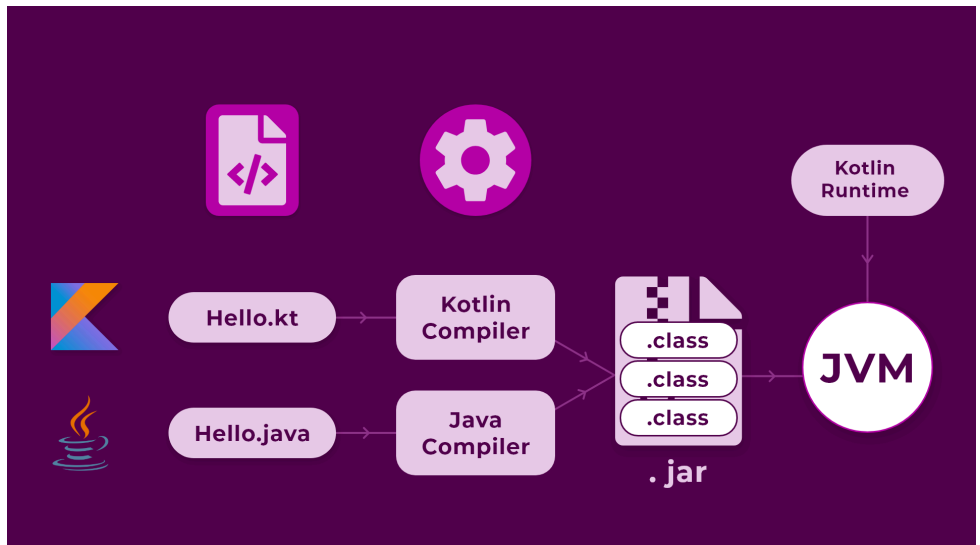 </>
Kotlin
Runtime
Hello.kt
Kotlin
Compiler
Hello.java
Java
Compiler
.class
.class
.class
. jar
JVM